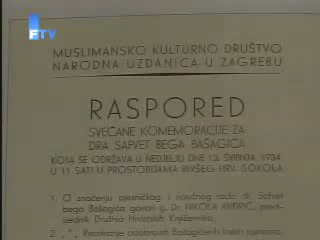 FTV
MUSLIMANSKO KULTURNO DRUŠTVO
NARODNA UZDANICA U ZAGREBU
RASPORED
SVEČANE KOMEMORACIJE ZA
DRA SAFVET BEGA BAŠAGIĆA
KOJA SE ODRŽAVA U NEDJELJU DNE 13. SVIBNJA 1934.
U 11 SATI U PROSTORIJAMA BIVŠEG HRV. SOKOLA
1. O značenju pjesničkog i naučnog rada dr. Safvet
bega Bašagića govori g. Dr. NIKOLA ANDRIĆ, pred-
sjednik Društva Hrvatskih Književnika.
2.